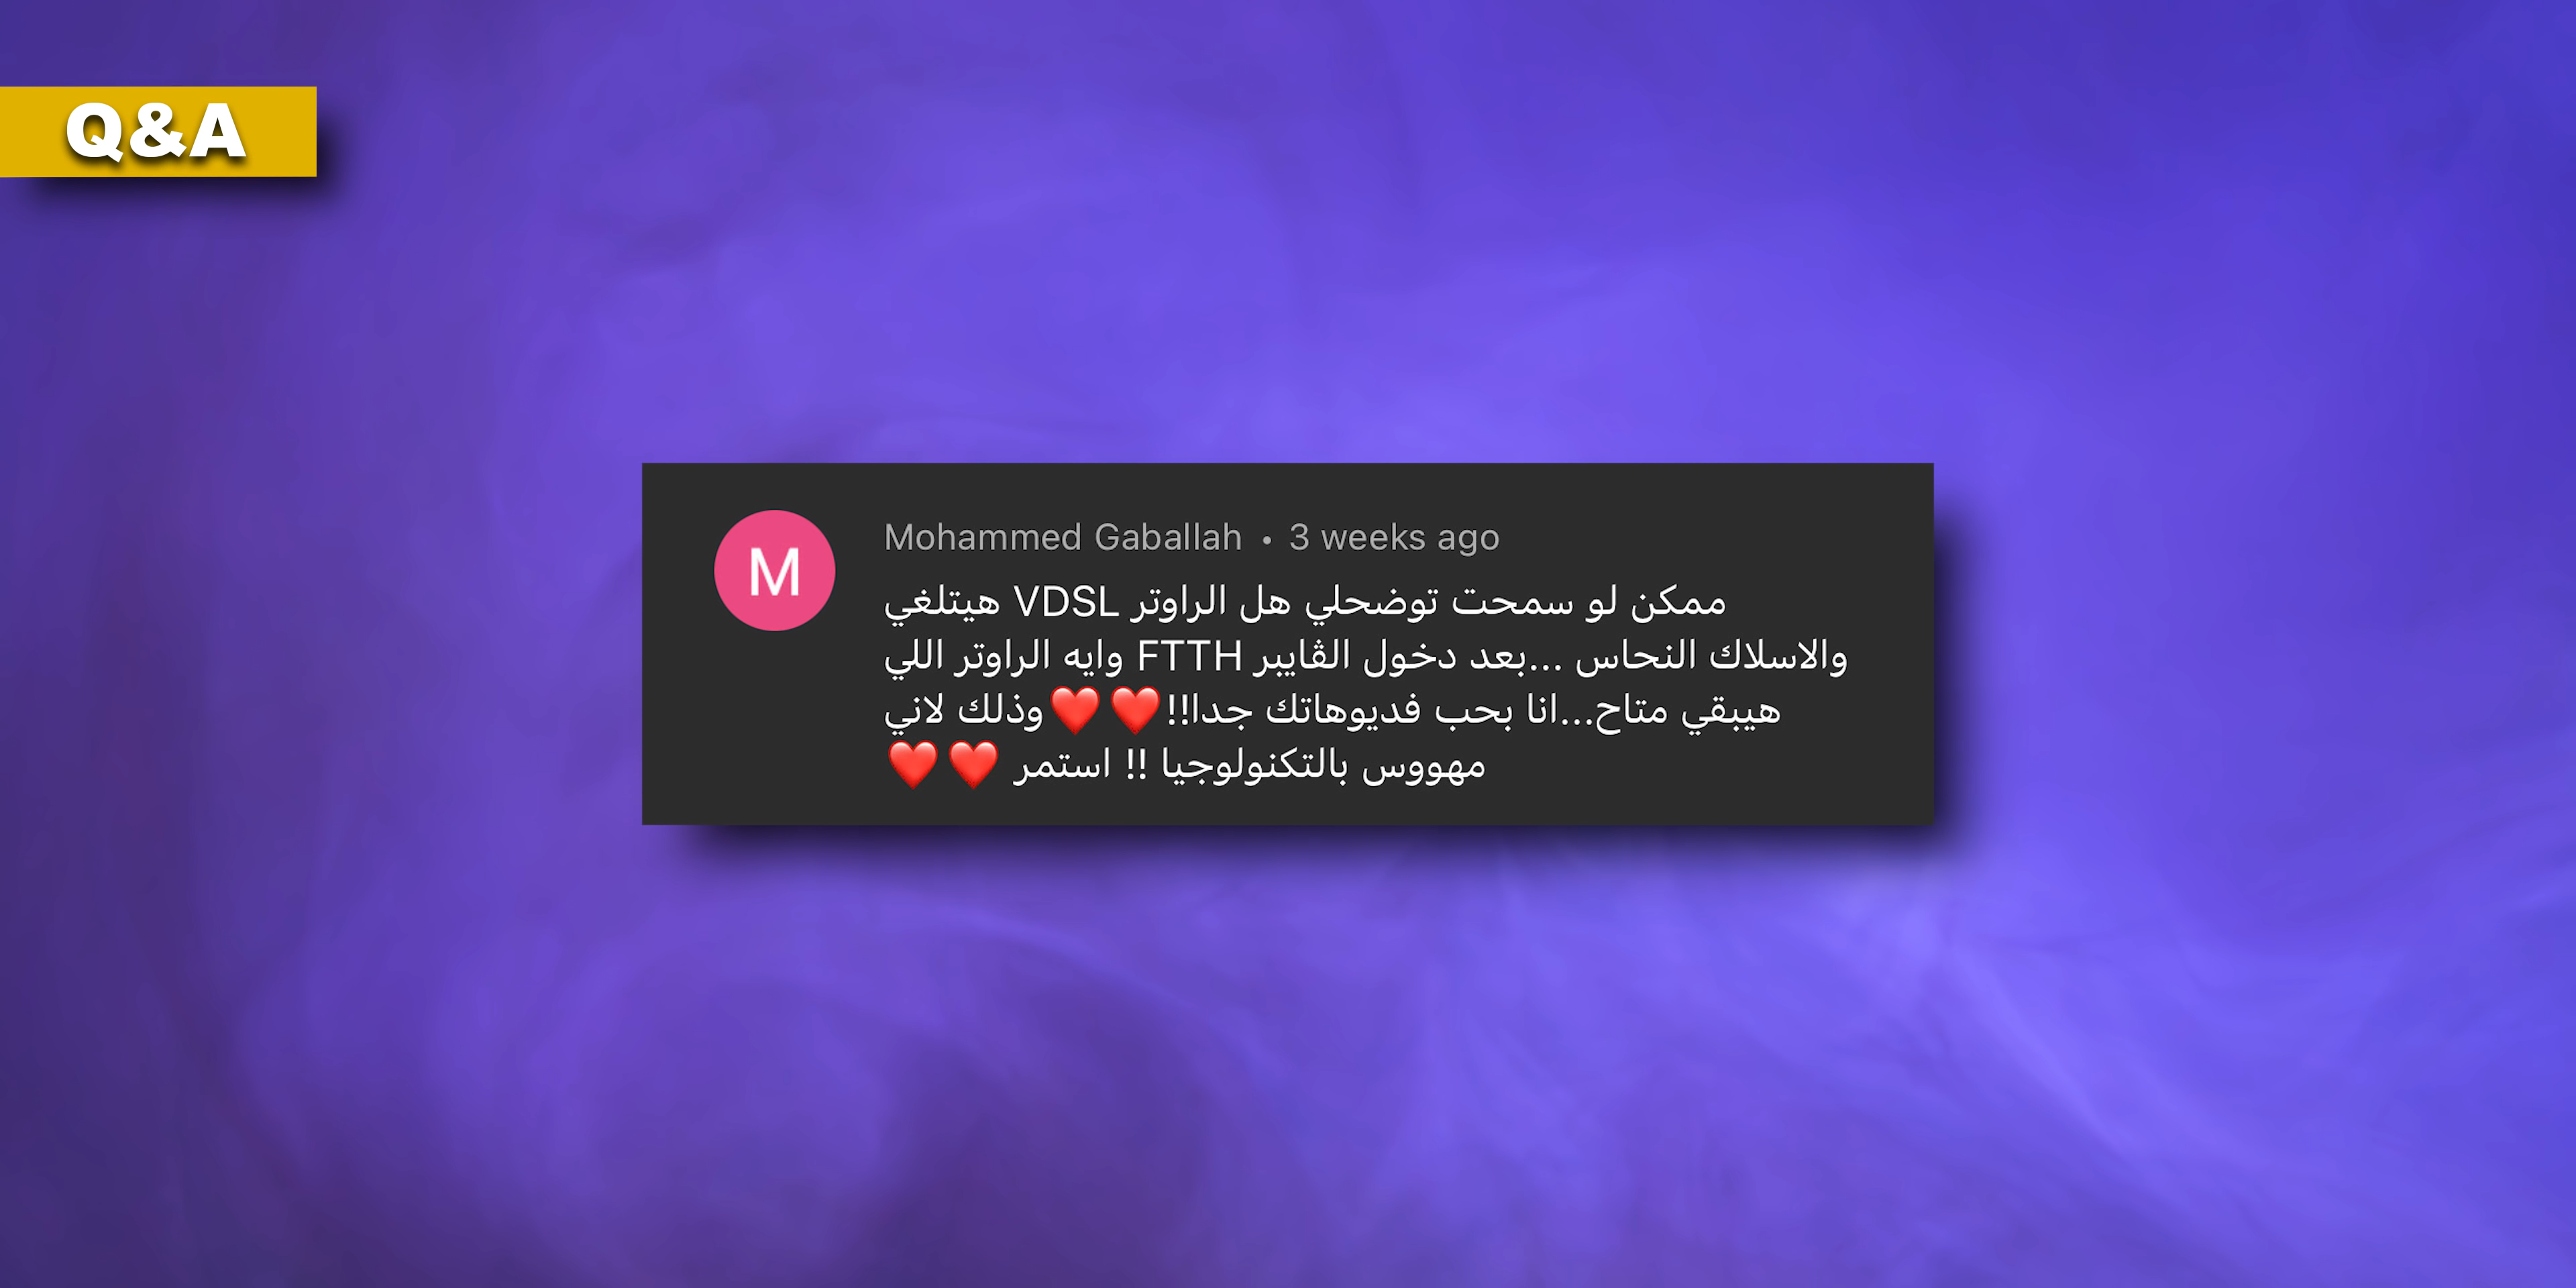 Q&A
M
Mohammed Gaballah • 3 weeks ago
ممكن لو سمحت توضحلي هل الراوتر VDSL هيتلغي
والاسلاك النحاس ...بعد دخول الڤايبر FTTH وايه الراوتر اللي
هيبقي متاح...انا بحب فديوهاتك جدا!!❤️❤️وذلك لاني
مهووس بالتكنولوجيا !! استمر ❤️❤️